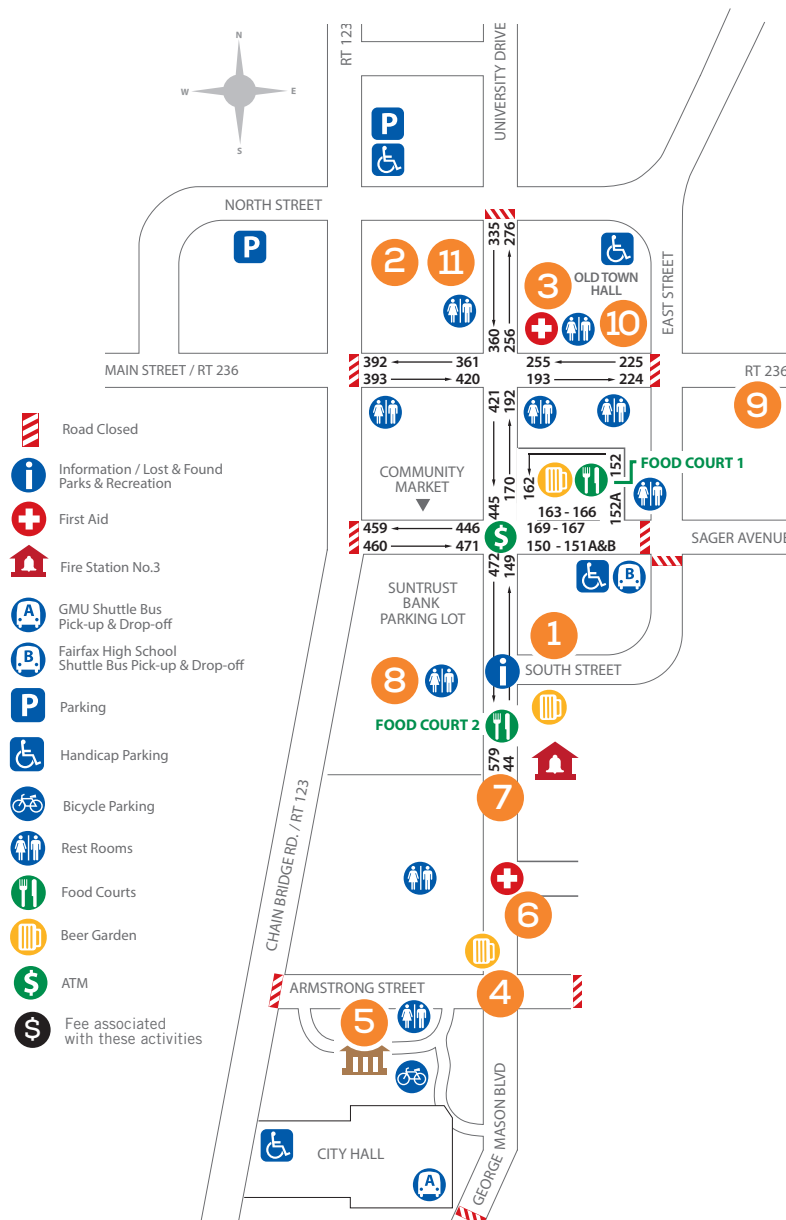 RT 123
UNIVERSITY DRIVE
N
W
E
S
P
NORTH STREET
P
335
276
2
11
3
OLD TOWN
HALL
10
EAST STREET
360
256
392
361
255
225
MAIN STREET / RT 236
RT 236
393
420
193
224
9
421
192
Road Closed
i
Information / Lost & Found
Parks & Recreation
First Aid
Fire Station No.3
A
GMU Shuttle Bus
Pick-up & Drop-off
B
Fairfax High School
Shuttle Bus Pick-up & Drop-off
P
Parking
Handicap Parking
Bicycle Parking
Rest Rooms
Food Courts
Beer Garden
$
ATM
$
Fee associated
with these activities
COMMUNITY
MARKET
445
170
162
152
FOOD COURT 1
152A
163 - 166
459
446
$
169 - 167
SAGER AVENUE
460
471
150 - 151A&B
472
149
B
SUNTRUST
BANK
PARKING LOT
1
8
i
SOUTH STREET
FOOD COURT 2
579
44
7
CHAIN BRIDGE RD. / RT 123
6
ARMSTRONG STREET
4
5
GEORGE MASON BLVD
CITY HALL
A